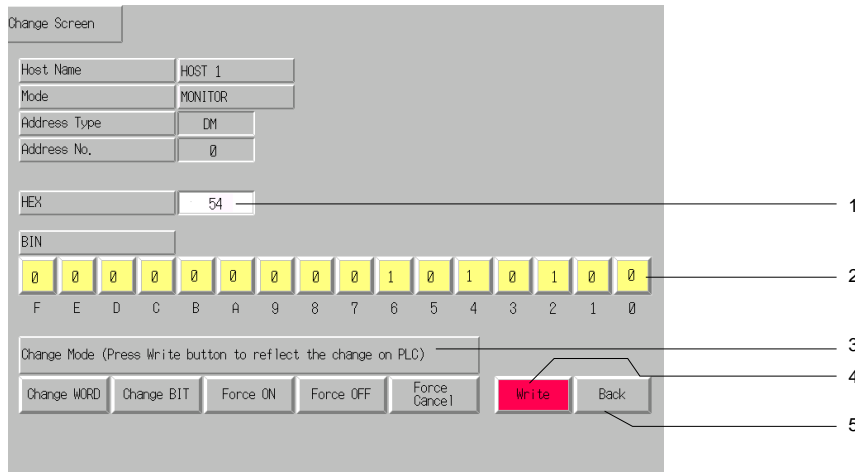 Change Screen
Host Name HOST 1
Mode MONITOR
Address Type DM
Address No. 0
HEX 54 1
BIN
0 0 0 0 0 0 0 0 0 1 0 1 0 1 0 0 2
F E D C B A 9 8 7 6 5 4 3 2 1 0
Change Mode (Press Write button to reflect the change on PLC) 3
4
Change WORD Change BIT Force ON Force OFF Force Cancel Write Back
5